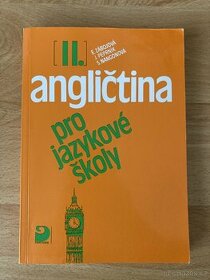 [II.]
E. ZÁBOJOVÁ
J. PEPRNÍK
S. NANGONOVÁ
angličtina
pro
jazykové
školy